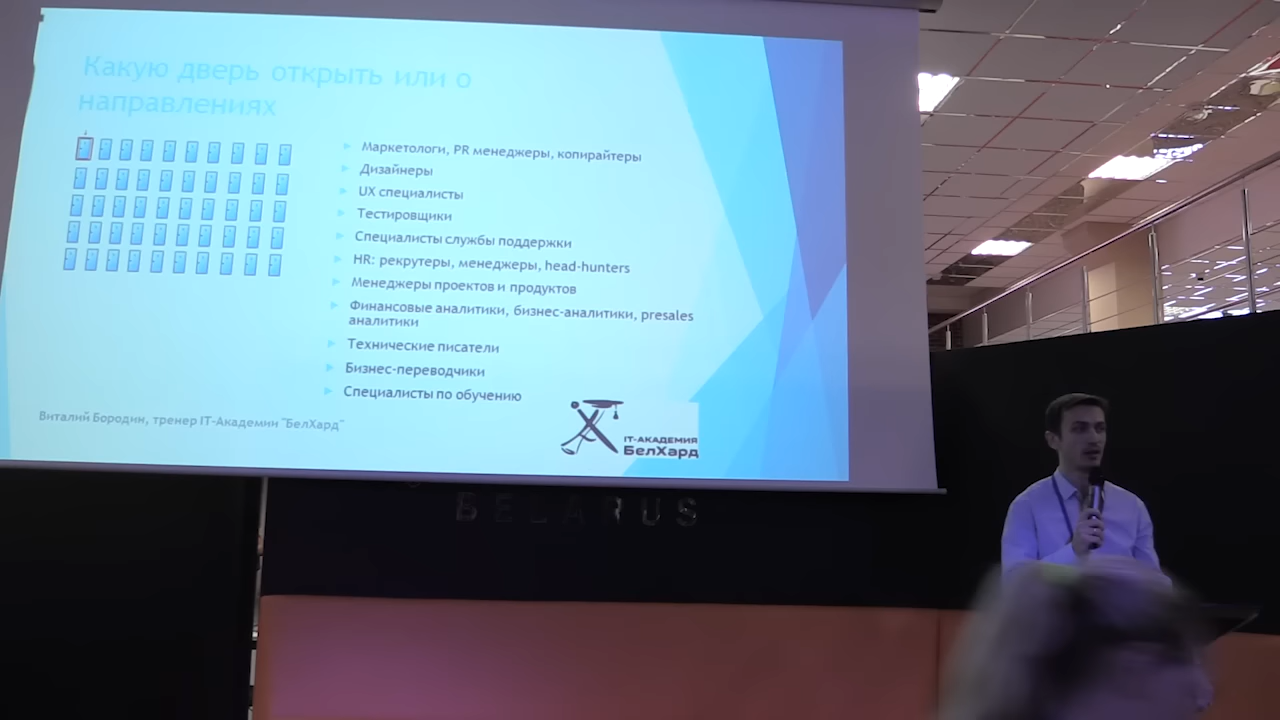 Какую дверь открыть или о
направлениях
Маркетологи, PR менеджеры, копирайтеры
Дизайнеры
UX специалисты
Тестировщики
Специалисты службы поддержки
HR: рекрутеры, менеджеры, head-hunters
Менеджеры проектов и продуктов
Финансовые аналитики, бизнес-аналитики, presales
аналитики
Технические писатели
Бизнес-переводчики
Специалисты по обучению
Виталий Бородин, тренер IT-Академии "БелХард"
IT-АКАДЕМИЯ
БелХард
BELARUS